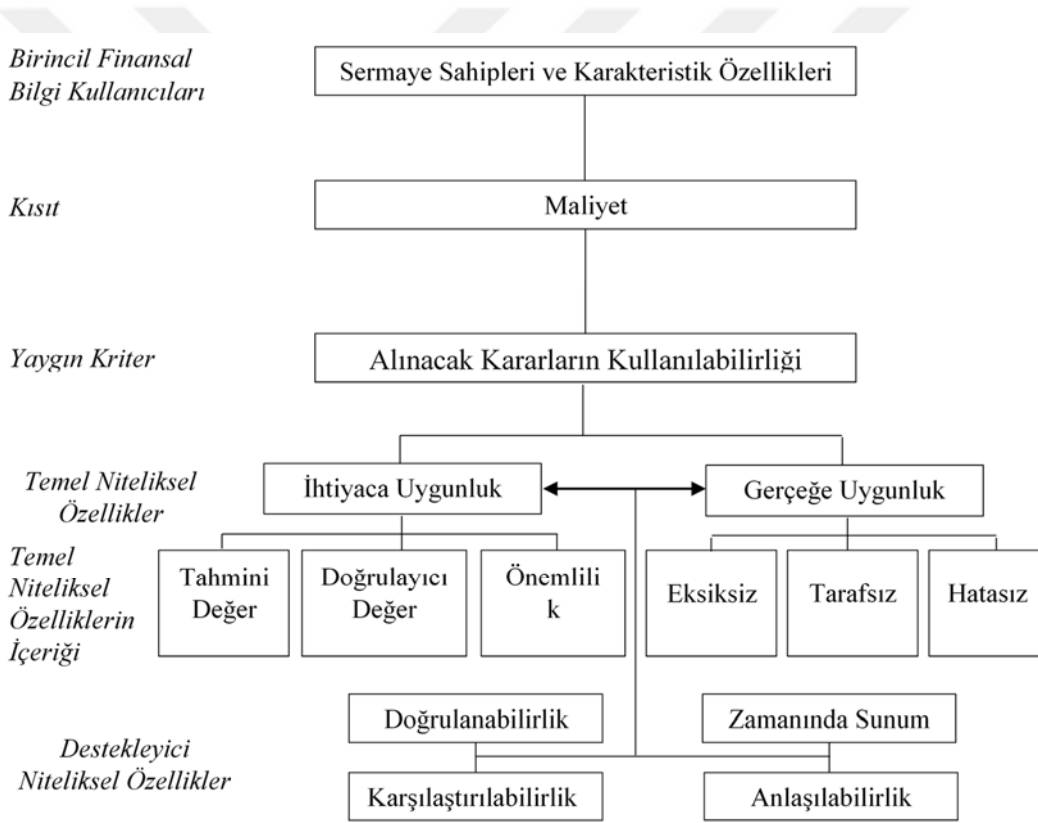 Birincil Finansal
Bilgi Kullanıcıları
Sermaye Sahipleri ve Karakteristik Özellikleri
Kısıt
Maliyet
Yaygın Kriter
Alınacak Kararların Kullanılabilirliği
Temel Niteliksel
Özellikler
İhtiyaca Uygunluk
Gerçeğe Uygunluk
Temel
Niteliksel
Özelliklerin
İçeriği
Tahmini
Değer
Doğrulayıcı
Değer
Önemlili
k
Eksiksiz
Tarafsız
Hatasız
Destekleyici
Niteliksel Özellikler
Doğrulanabilirlik
Zamanında Sunum
Karşılaştırılabilirlik
Anlaşılabilirlik